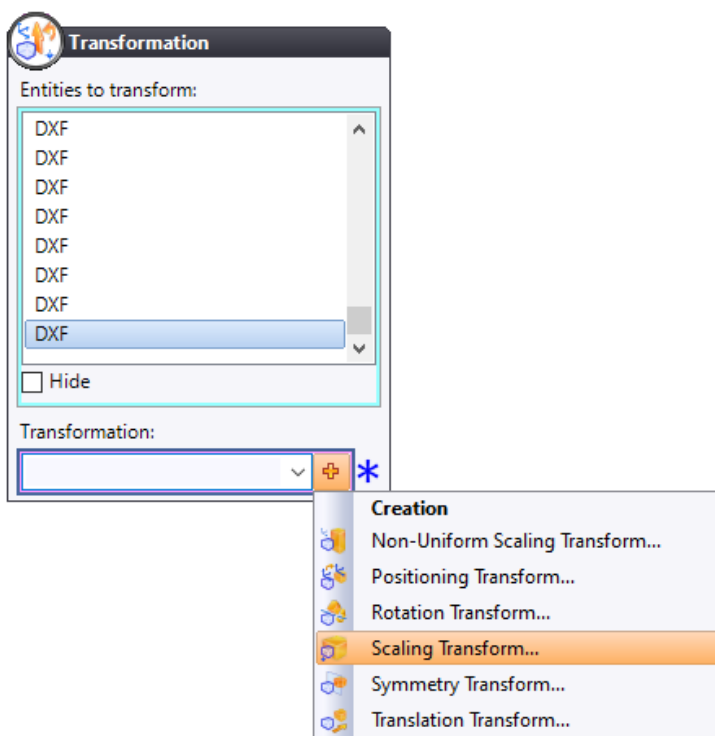 Transformation
Entities to transform:
DXF
DXF
DXF
DXF
DXF
DXF
DXF
DXF
Hide
Transformation:
Creation
Non-Uniform Scaling Transform...
Positioning Transform...
Rotation Transform...
Scaling Transform...
Symmetry Transform...
Translation Transform...